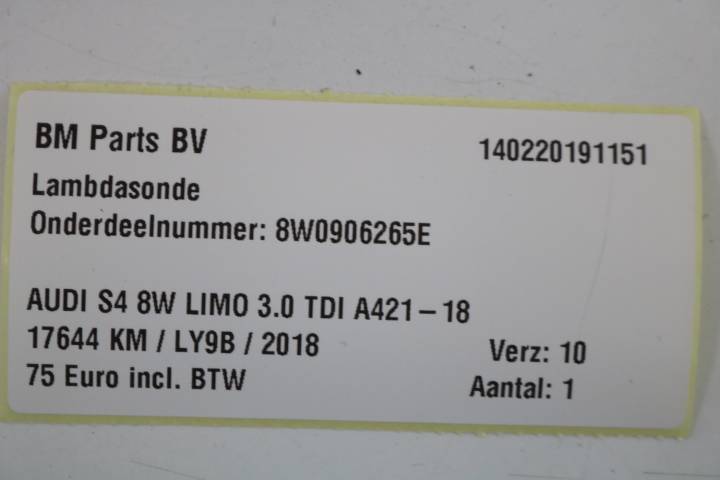 BM Parts BV 140220191151
Lambdasonde
Onderdeelnummer: 8W0906265E
AUDI S4 8W LIMO 3.0 TDI A421-18
17644 KM / LY9B / 2018 Verz: 10
75 Euro incl. BTW Aantal: 1